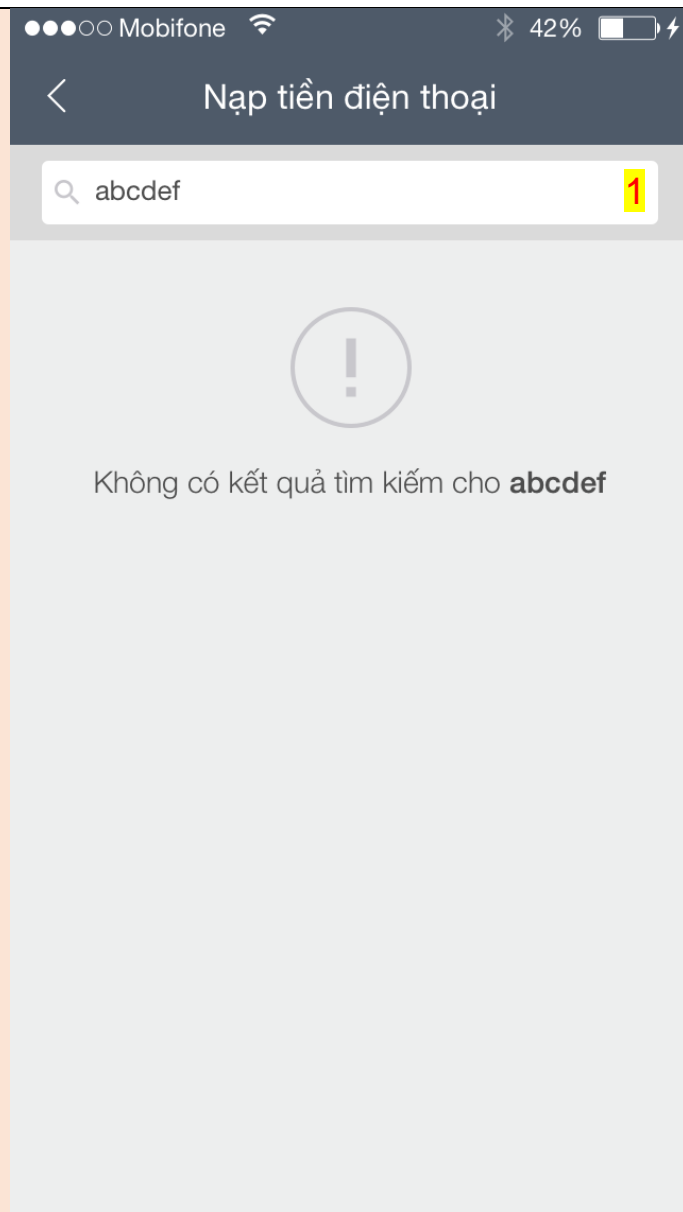 Mobifone 42%
Nạp tiền điện thoại
abcdef 1
!
Không có kết quả tìm kiếm cho abcdef